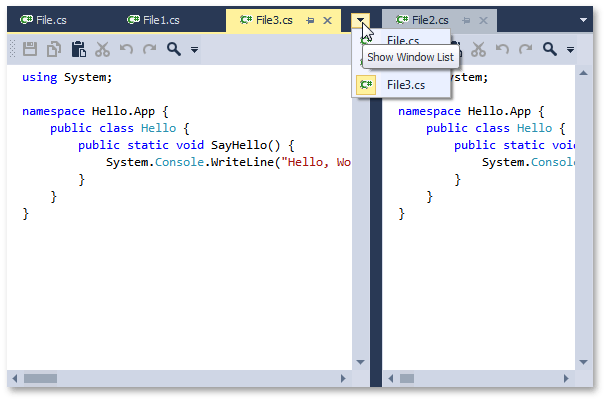 File.cs
File1.cs
File3.cs
File2.cs
File.cs
Show Window List
File3.cs
using System;
namespace Hello.App {
public class Hello {
public static void SayHello() {
System.Console.WriteLine("Hello, Wo
}
}
}
ystem;
namespace Hello.App {
public class Hello {
public static voi
System.Conso
}
}
}